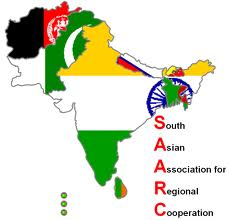 South
Asian
Association for
Regional
Cooperation